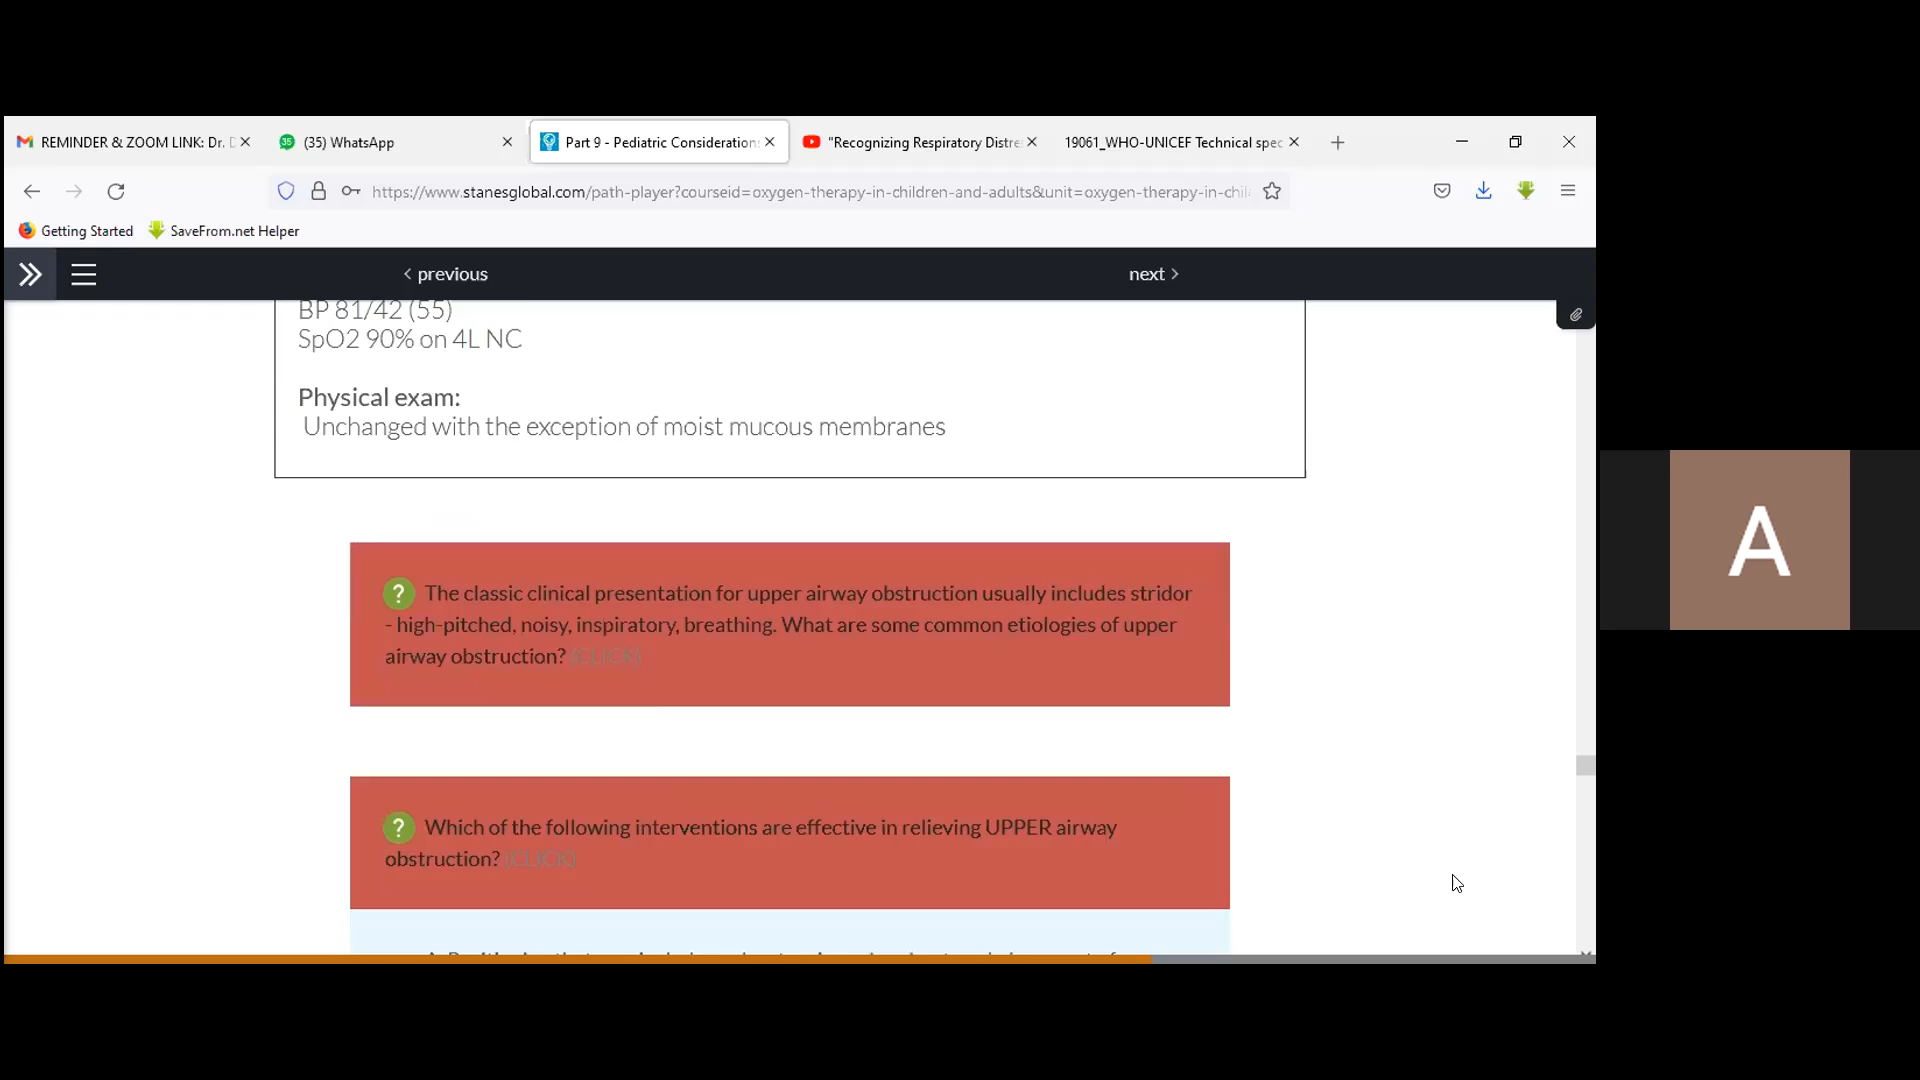 REMINDER & ZOOM LINK: Dr. D
35 (35) WhatsApp
Part 9 - Pediatric Considerations
"Recognizing Respiratory Distre
19061_WHO-UNICEF Technical spec
https://www.stanesglobal.com/path-player?courseid=oxygen-therapy-in-children-and-adults&unit=oxygen-therapy-in-chil
Getting Started
SaveFrom.net Helper
< previous
next >
BP 81/42 (55)
SpO2 90% on 4L NC
Physical exam:
Unchanged with the exception of moist mucous membranes
? The classic clinical presentation for upper airway obstruction usually includes stridor
- high-pitched, noisy, inspiratory, breathing. What are some common etiologies of upper
airway obstruction? (CLICK)
? Which of the following interventions are effective in relieving UPPER airway
obstruction? (CLICK)
A